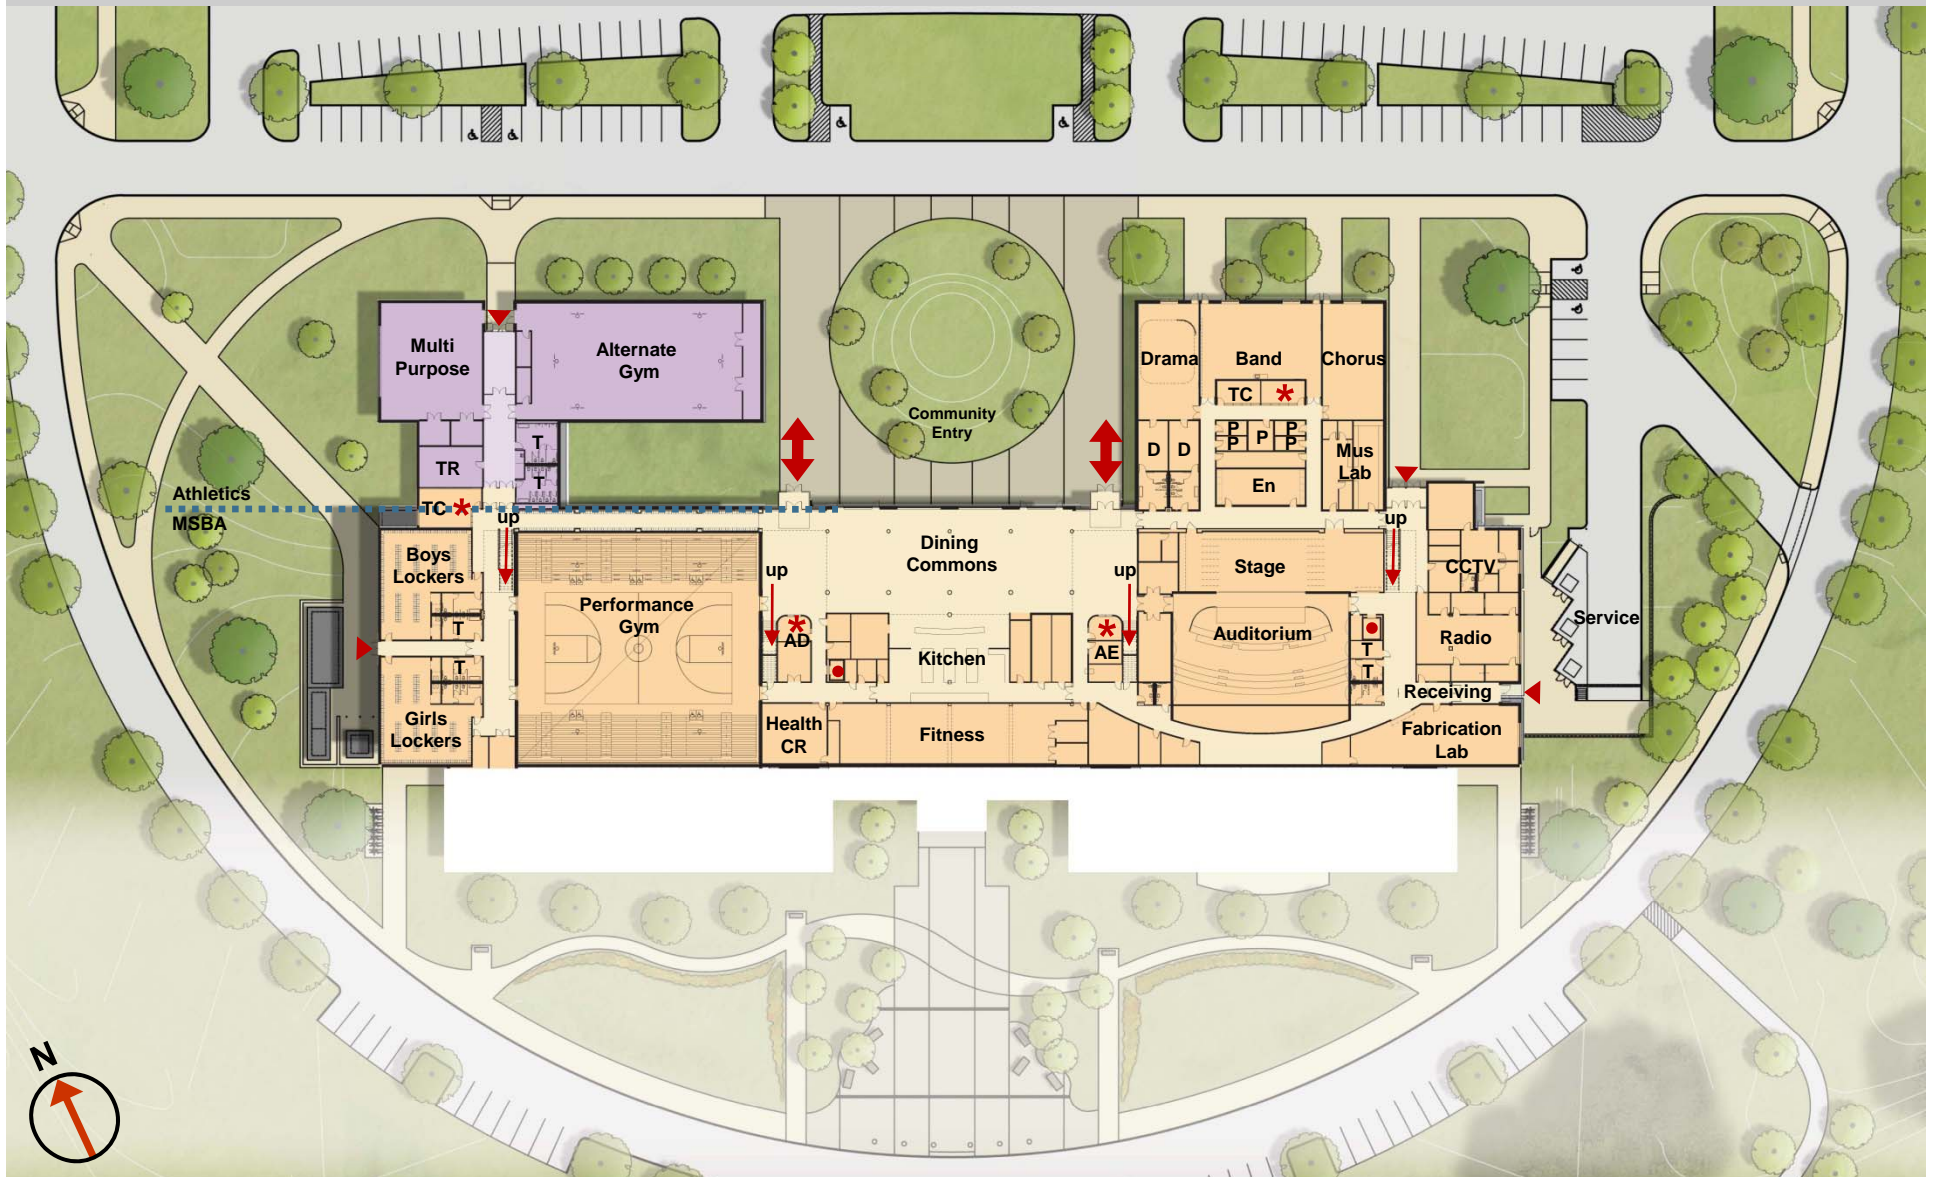 Multi
Purpose
Alternate
Gym
Drama
Band
Chorus
TC
Community
Entry
P
P
P
P
P
T
D
D
Mus
Lab
TR
T
En
Athletics
TC
MSBA
up
up
Boys
Lockers
Dining
Commons
up
up
Stage
CCTV
Performance
Gym
T
AD
AE
Auditorium
Radio
Service
Kitchen
T
T
T
Receiving
Girls
Lockers
Health
CR
Fitness
Fabrication
Lab
N